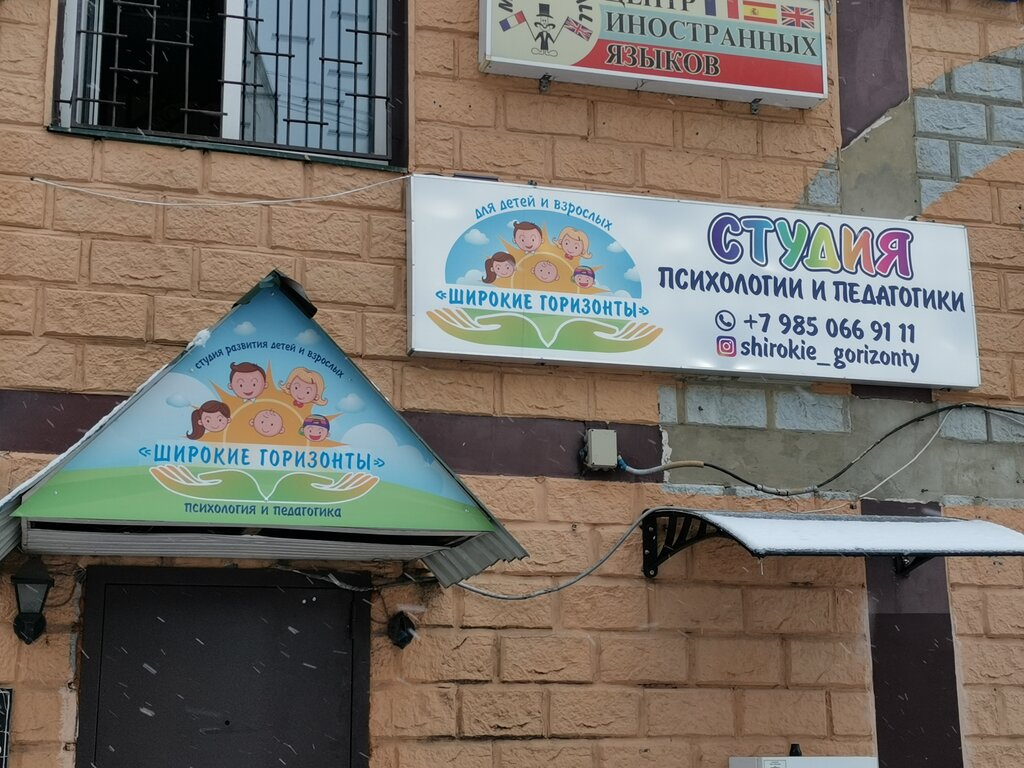 ЦЕНТР
ИНОСТРАННЫХ
ЯЗЫКОВ
для детей и взрослых
«ШИРОКИЕ ГОРИЗОНТЫ»
СТУДИЯ
ПСИХОЛОГИИ И ПЕДАГОГИКИ
+7 985 066 91 11
shirokie_gorizonty
студия развития детей и взрослых
«ШИРОКИЕ ГОРИЗОНТЫ»
психология и педагогика